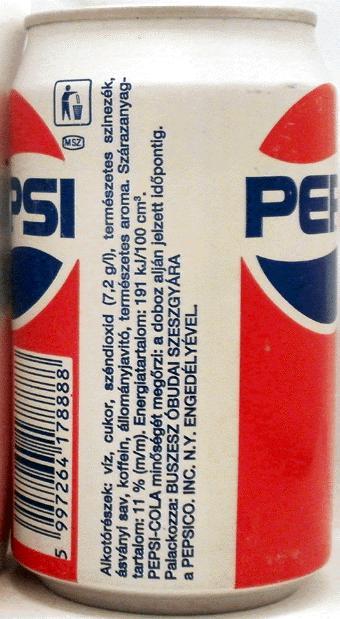 PSI
PEP
MSZ
Alkotórészek: víz, cukor, széndioxid (7,2 g/l), természetes szinezék,
ásványi sav, koffein, állományjavító, természetes aroma. Szárazanyag-
tartalom: 11 % (m/m). Energiatartalom: 191 kJ/100 cm³.
PEPSI-COLA minőségét megőrzi: a doboz alján jelzett időpontig.
Palackozza: BUSZESZ ÓBUDAI SZESZGYÁRA
a PEPSICO. INC. N.Y. ENGEDÉLYÉVEL.
5 997264 178888